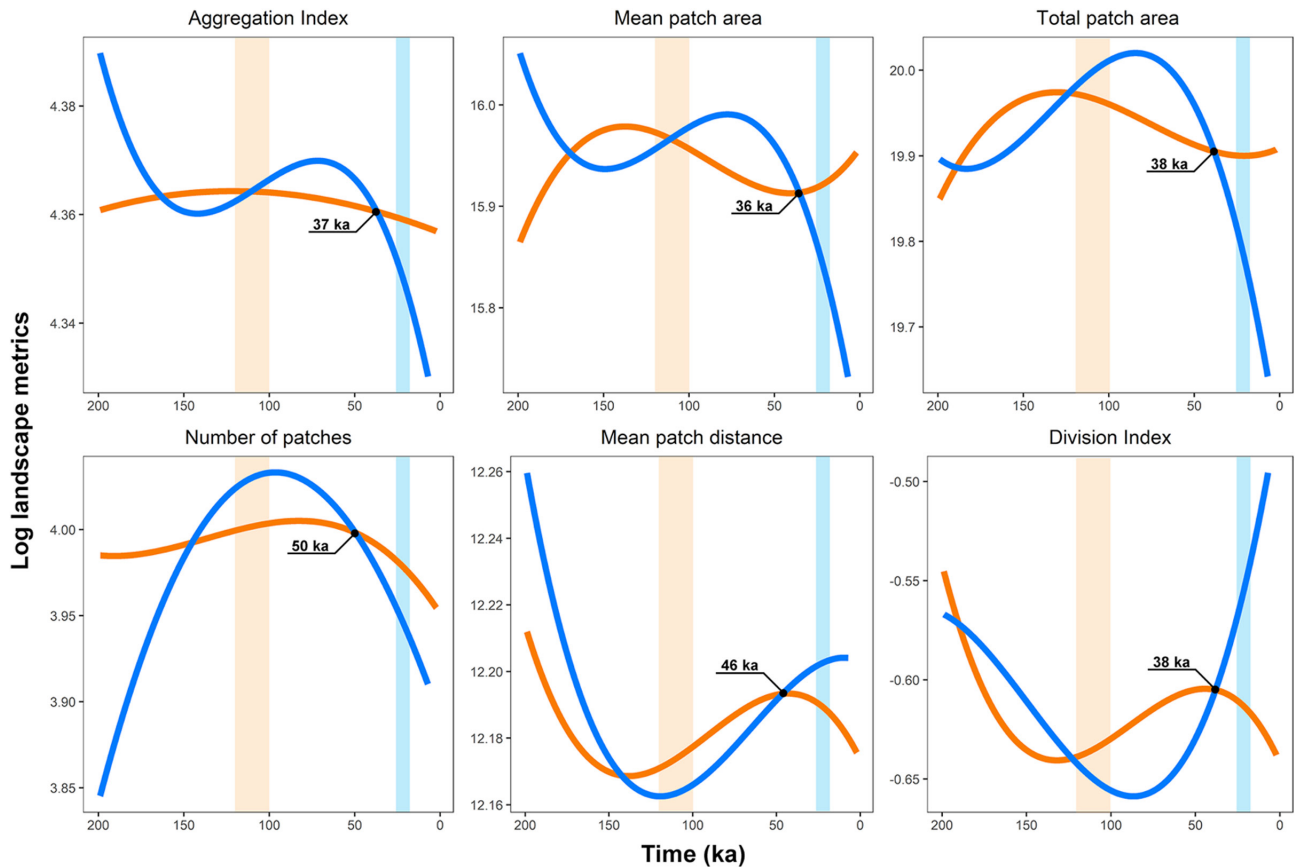 Aggregation Index
Mean patch area
Total patch area
4.38
4.36
4.34
37 ka
200 150 100 50 0
16.0
15.9
15.8
36 ka
200 150 100 50 0
20.0
19.9
19.8
19.7
38 ka
200 150 100 50 0
Log landscape metrics
Number of patches
Mean patch distance
Division Index
4.00
3.95
3.90
3.85
50 ka
200 150 100 50 0
12.26
12.24
12.22
12.20
12.18
12.16
46 ka
200 150 100 50 0
-0.50
-0.55
-0.60
-0.65
38 ka
200 150 100 50 0
Time (ka)